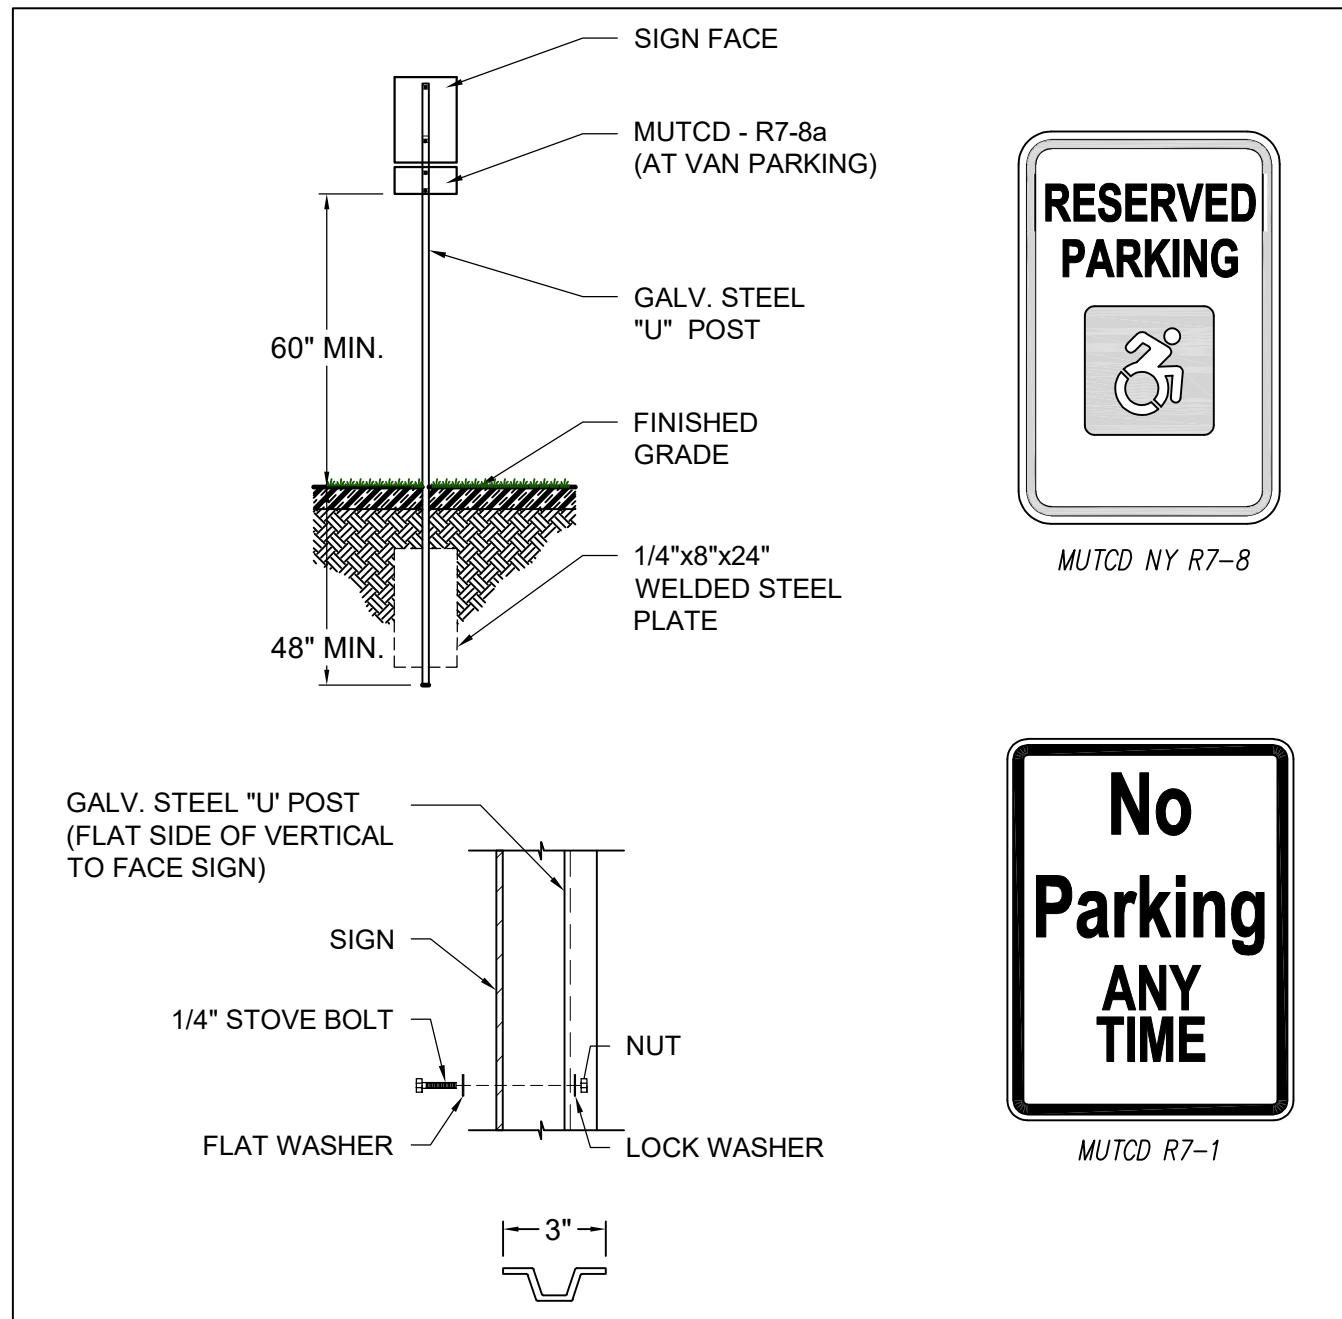 SIGN FACE
MUTCD - R7-8a
(AT VAN PARKING)
GALV. STEEL
"U" POST
60" MIN.
FINISHED
GRADE
1/4"x8"x24"
WELDED STEEL
PLATE
48" MIN.
RESERVED
PARKING
MUTCD NY R7-8
GALV. STEEL "U' POST
(FLAT SIDE OF VERTICAL
TO FACE SIGN)
SIGN
1/4" STOVE BOLT
NUT
FLAT WASHER
LOCK WASHER
3"
No
Parking
ANY
TIME
MUTCD R7-1